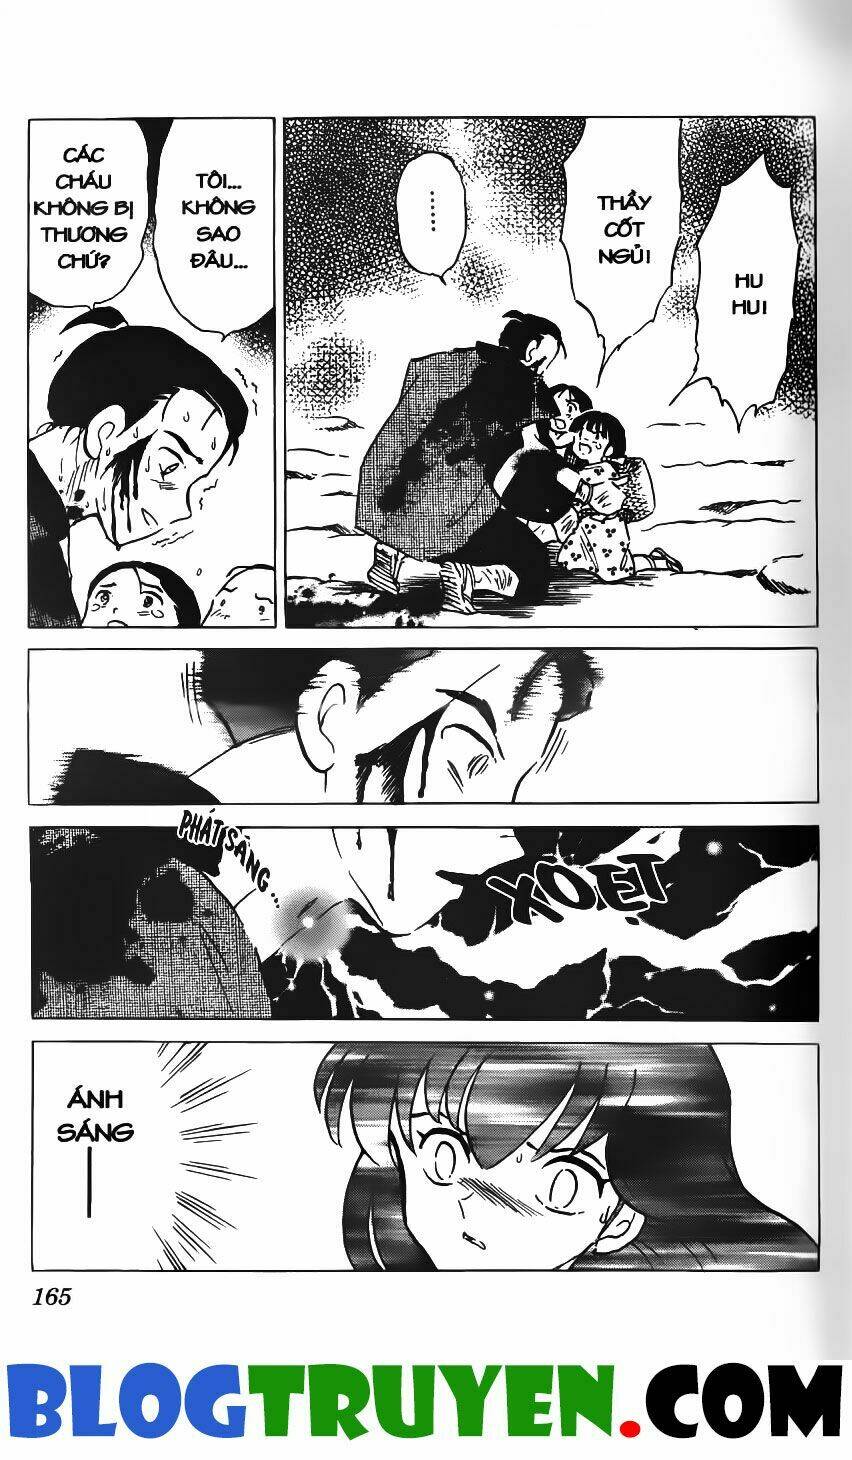 HU
HU!
THẦY
CỐT
NGỦ!
......
TÔI...
KHÔNG
SAO
ĐÂU...
CÁC
CHÁU
KHÔNG BỊ
THƯƠNG
CHỨ?
XOẸT
PHÁT SÁNG...
ÁNH
SÁNG
165
BLOGTRUYEN.COM